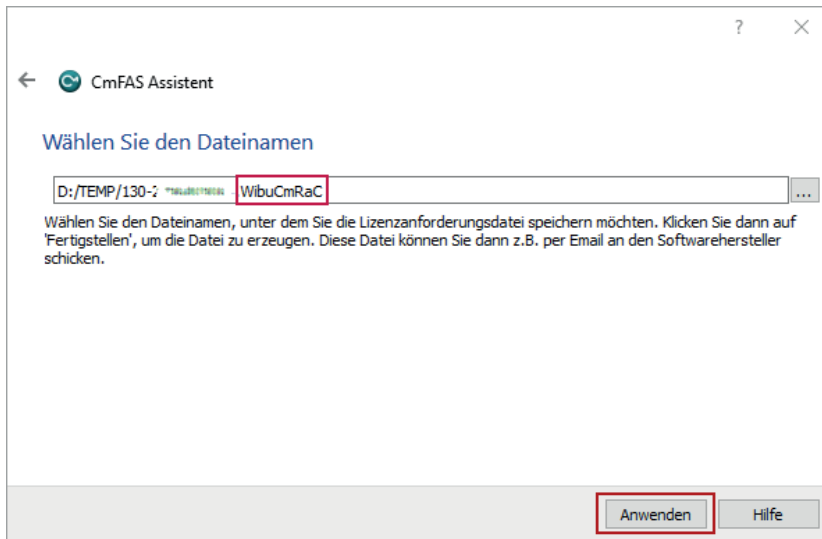 ?
CmFAS Assistent
Wählen Sie den Dateinamen
D:/TEMP/130-2 WibuCmRaC
...
Wählen Sie den Dateinamen, unter dem Sie die Lizenzanforderungsdatei speichern möchten. Klicken Sie dann auf
'Fertigstellen', um die Datei zu erzeugen. Diese Datei können Sie dann z.B. per Email an den Softwarehersteller
schicken.
Anwenden
Hilfe